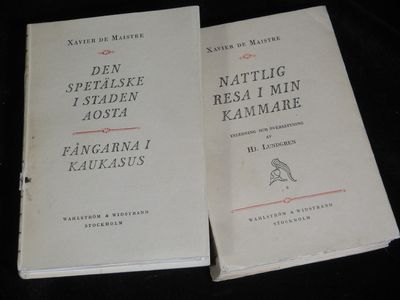 XAVIER DE MAISTRE
DEN
SPETÄLSKE
I STADEN
AOSTA
FÅNGARNA I
KAUKASUS
WAHLSTRÖM & WIDSTRAND
STOCKHOLM
XAVIER DE MAISTRE
NATTLIG
RESA I MIN
KAMMARE
INLEDNING OCH ÖVERSÄTTNING
AV
HJ. LUNDGREN
WAHLSTRÖM & WIDSTRAND
STOCKHOLM